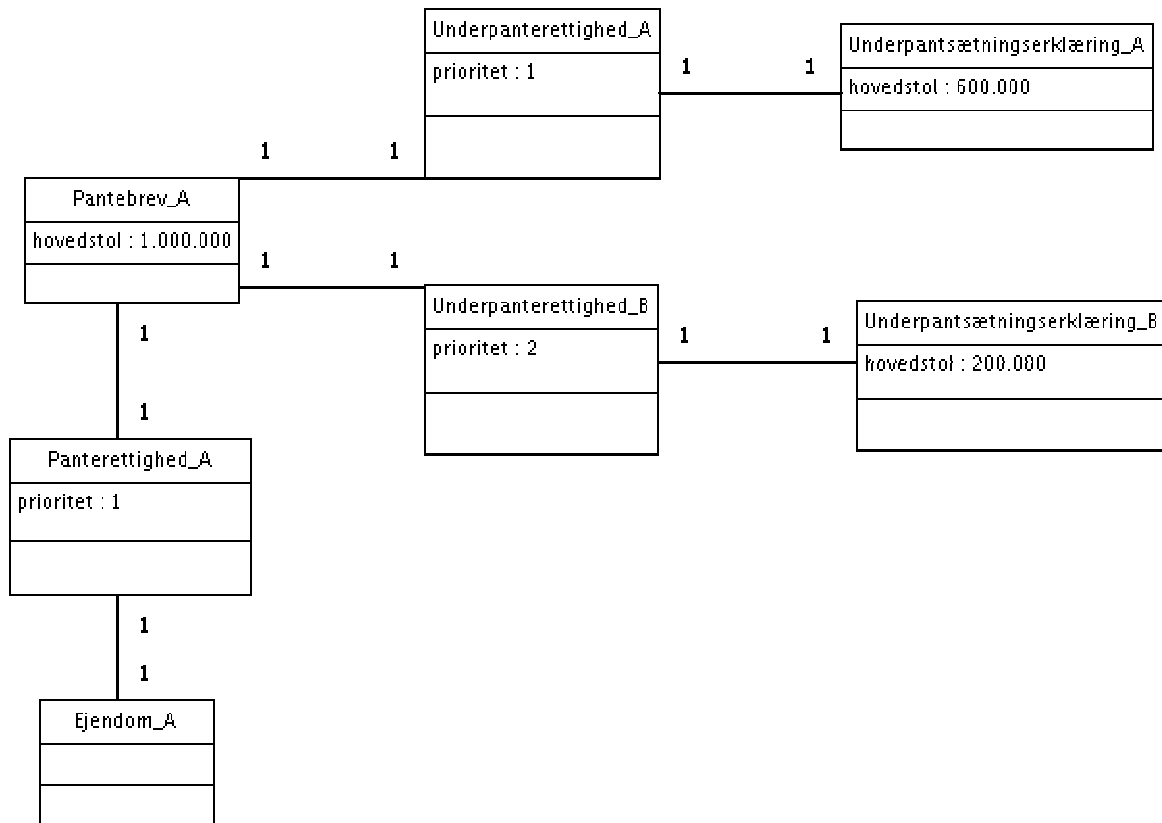 Underpanterettighed_A
prioritet : 1
Underpantsætningserklæring_A
hovedstol : 600.000
1 1
1 1
Pantebrev_A
hovedstol : 1.000.000
1 1
Underpanterettighed_B
prioritet : 2
Underpantsætningserklæring_B
hovedstol : 200.000
1 1
1
1
Panterettighed_A
prioritet : 1
1
1
Ejendom_A